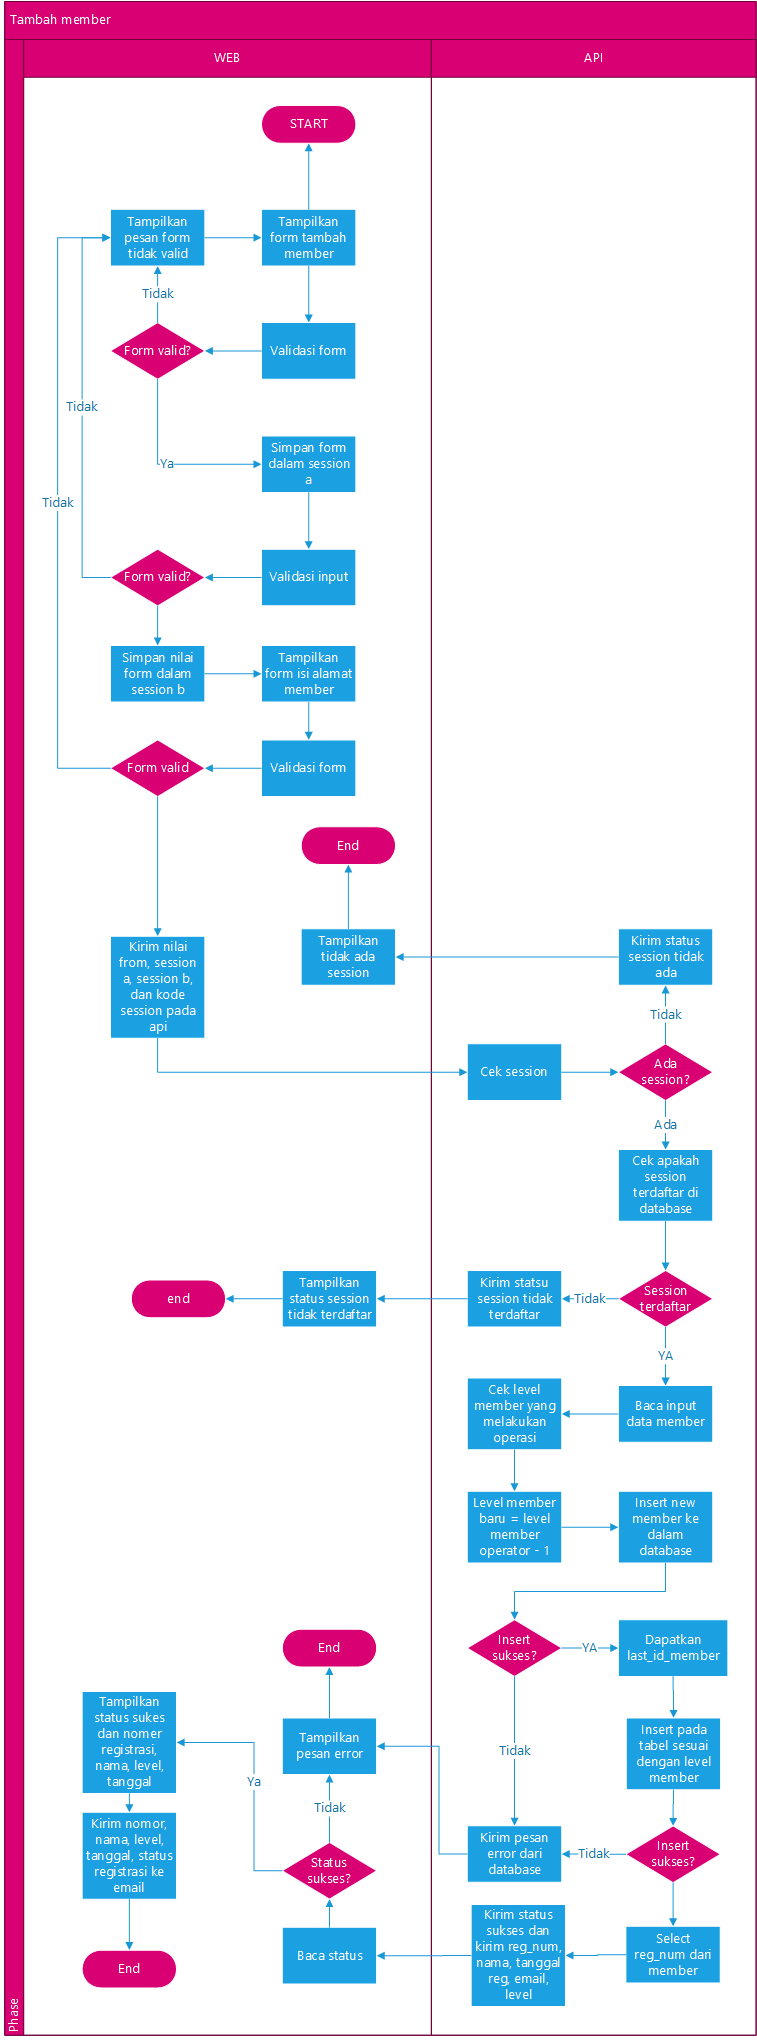 Tambah member
WEB
API
START
Tampilkan
pesan form
tidak valid
Tampilkan
form tambah
member
Tidak
Form valid?
Validasi form
Tidak
Ya
Simpan form
dalam session
a
Tidak
Form valid?
Validasi input
Simpan nilai
form dalam
session b
Tampilkan
form isi alamat
member
Form valid
Validasi form
End
Tampilkan
tidak ada
session
Kirim status
session tidak
ada
Kirim nilai
from, session
a, session b,
dan kode
session pada
api
Tidak
Cek session
Ada
session?
Ada
Cek apakah
session
terdaftar di
database
end
Tampilkan
status session
tidak terdaftar
Kirim statsu
session tidak
terdaftar
Tidak
Session
terdaftar
YA
Cek level
member yang
melakukan
operasi
Baca input
data member
Level member
baru = level
member
operator - 1
Insert new
member ke
dalam
database
End
Insert
sukses?
YA
Dapatkan
last_id_member
Tampilkan
status sukes
dan nomer
registrasi,
nama, level,
tanggal
Tampilkan
pesan error
Tidak
Insert pada
tabel sesuai
dengan level
member
Ya
Tidak
Kirim nomor,
nama, level,
tanggal, status
registrasi ke
email
Status
sukses?
Kirim pesan
error dari
database
Tidak
Insert
sukses?
End
Baca status
Kirim status
sukses dan
kirim reg_num,
nama, tanggal
reg, email,
level
Select
reg_num dari
member
Phase